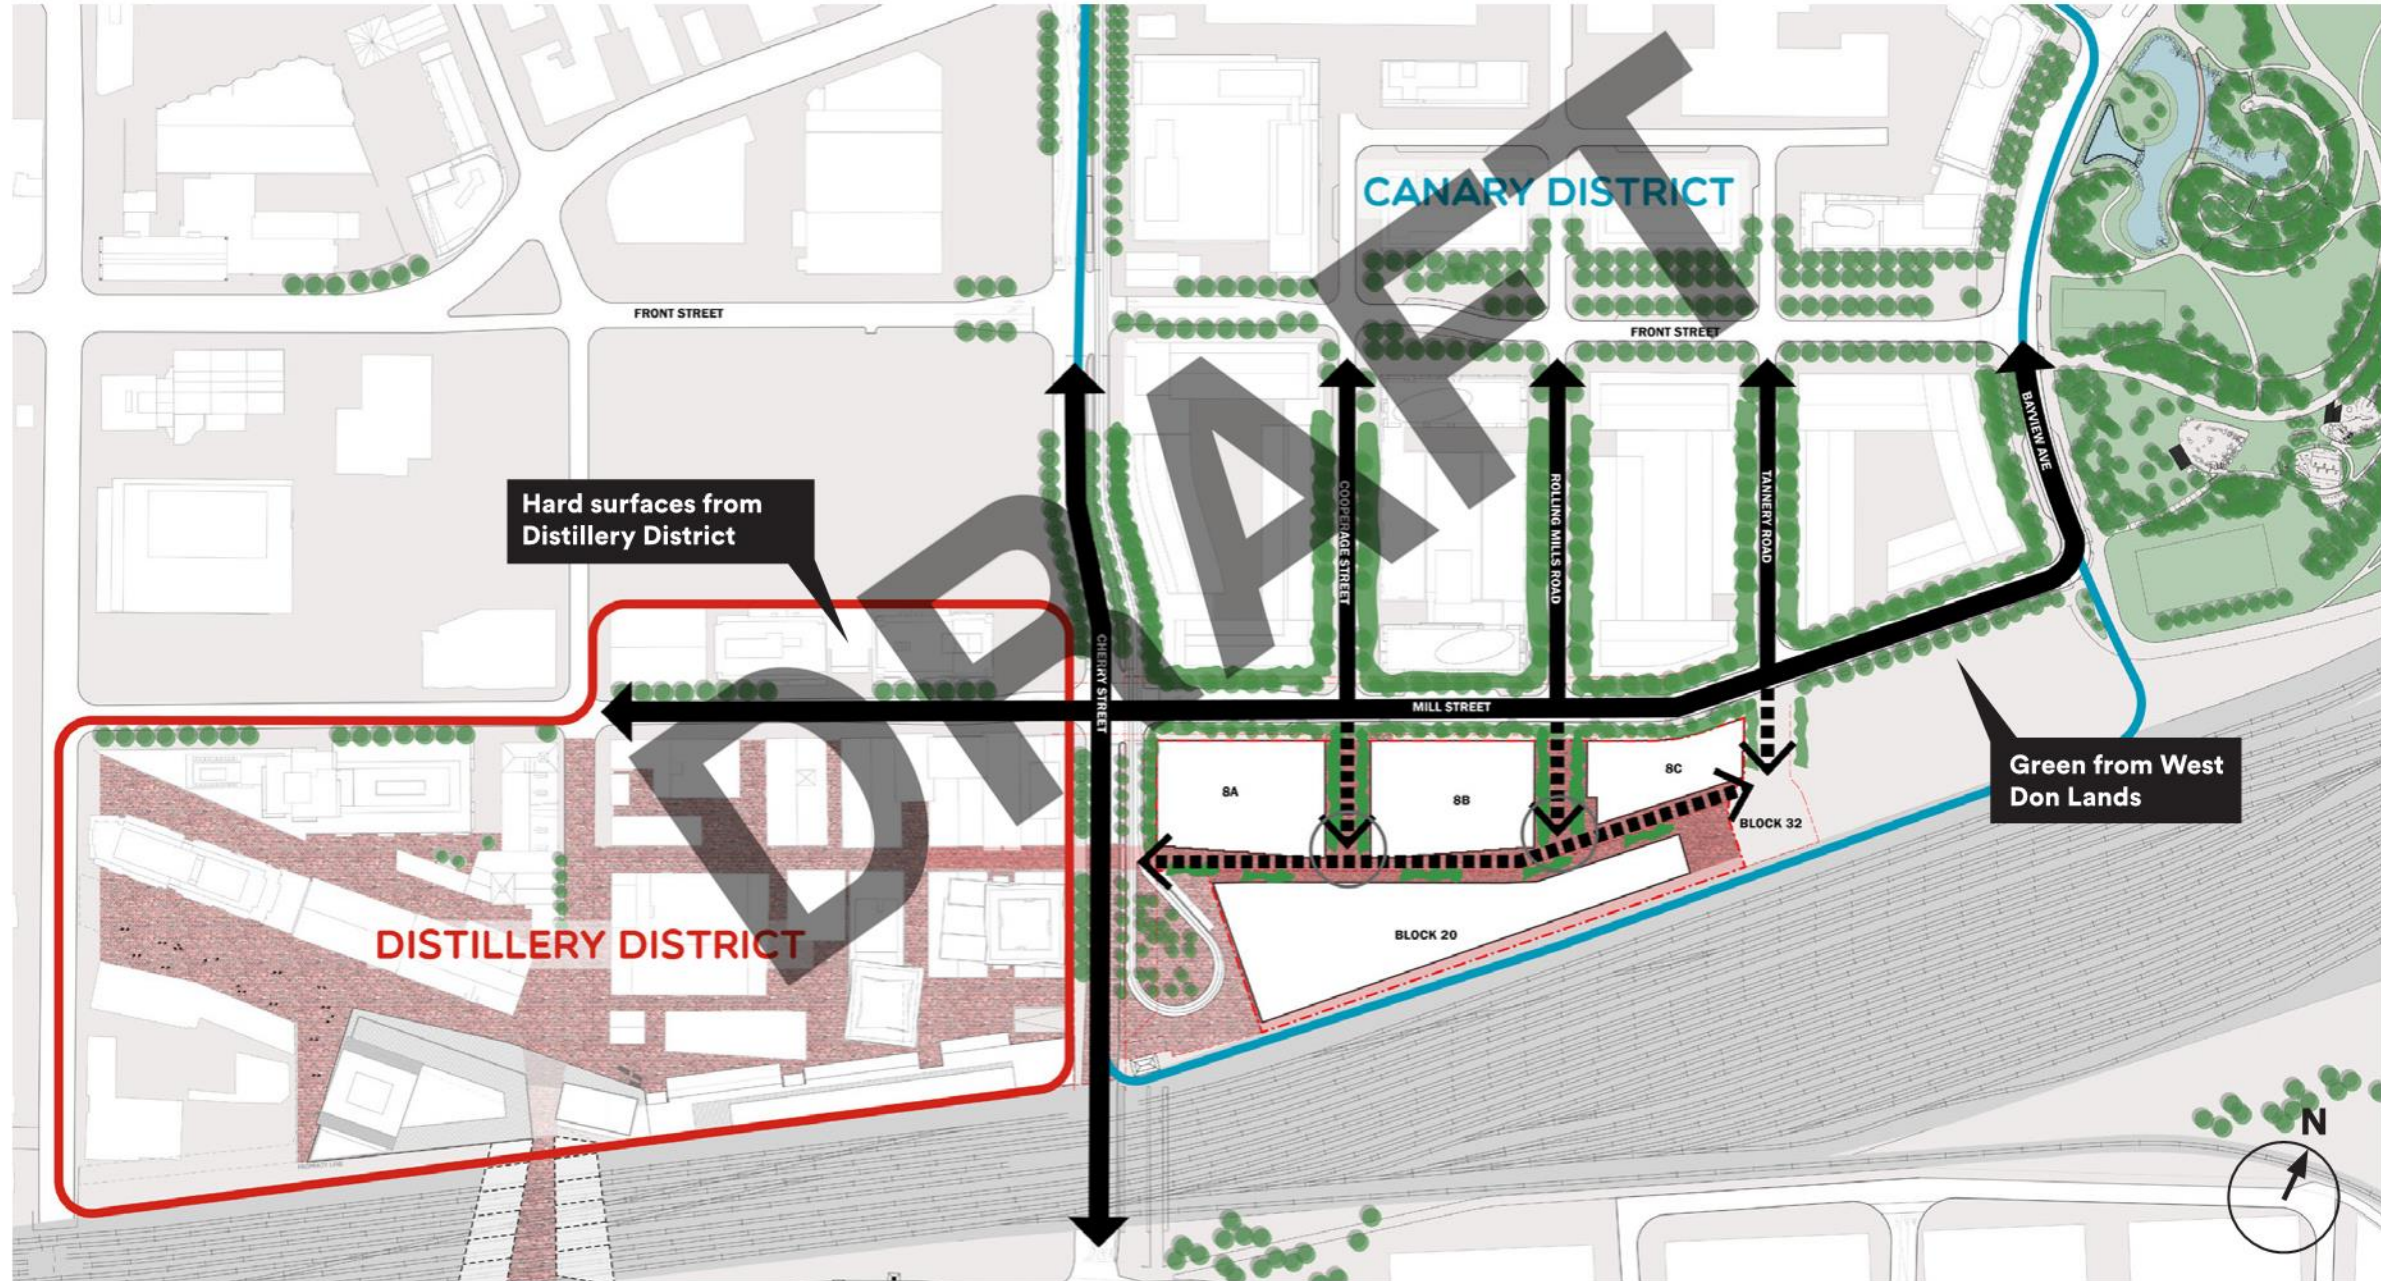 CANARY DISTRICT
FRONT STREET
FRONT STREET
BAYVIEW AVE
Hard surfaces from
Distillery District
COOPERAGE STREET
ROLLING MILLS ROAD
TANNERY ROAD
CHERRY STREET
MILL STREET
DRAFT
Green from West
Don Lands
8A
8B
8C
BLOCK 32
DISTILLERY DISTRICT
BLOCK 20
PROPERTY LINE
N